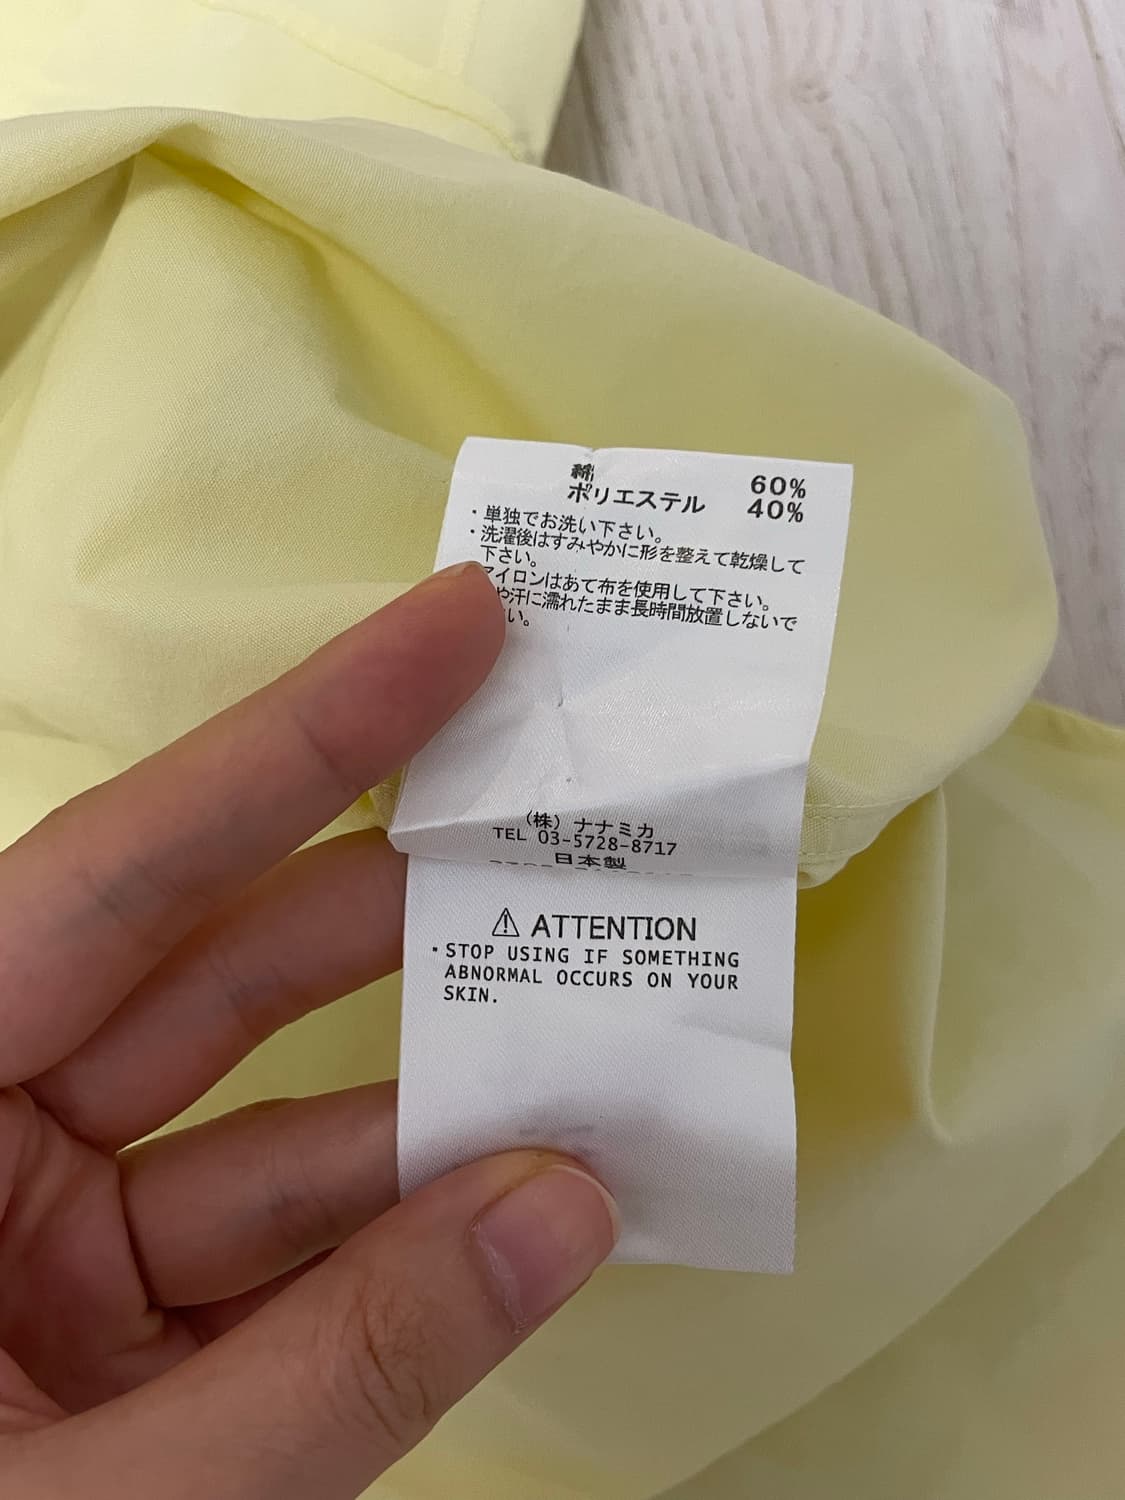 綿 60%
ポリエステル 40%
・単独でお洗い下さい。
・洗濯後はすみやかに形を整えて乾燥して
下さい。
アイロンはあて布を使用して下さい。
や汗に濡れたまま長時間放置しないで
い。
(株) ナナミカ
TEL 03-5728-8717
日本製
⚠ ATTENTION
・STOP USING IF SOMETHING
ABNORMAL OCCURS ON YOUR
SKIN.